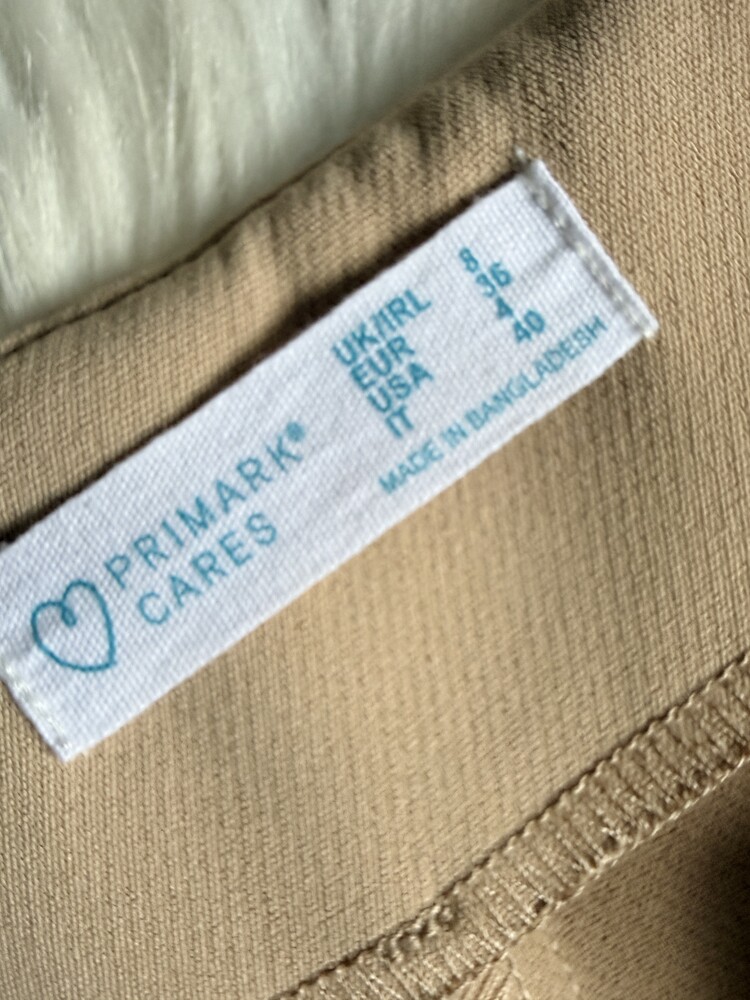 PRIMARK®
CARES
UK/IRL 8
EUR 36
USA 4
IT 40
MADE IN BANGLADESH